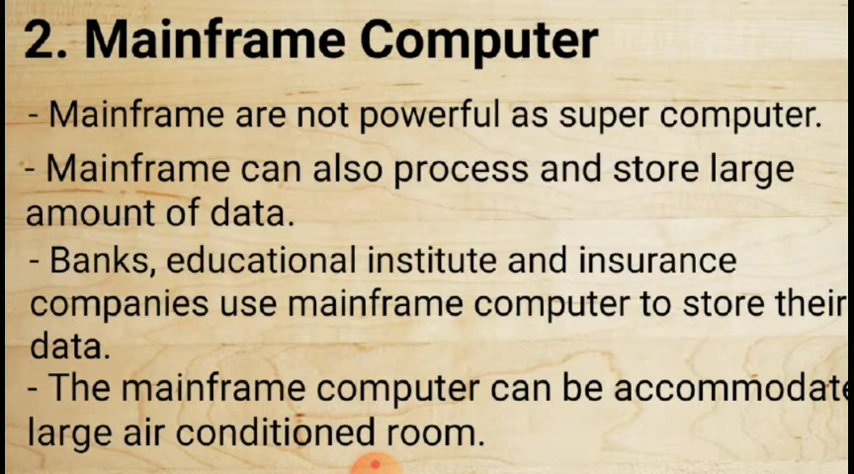 2. Mainframe Computer
- Mainframe are not powerful as super computer.
- Mainframe can also process and store large
amount of data.
- Banks, educational institute and insurance
companies use mainframe computer to store their
data.
- The mainframe computer can be accommodate
large air conditioned room.